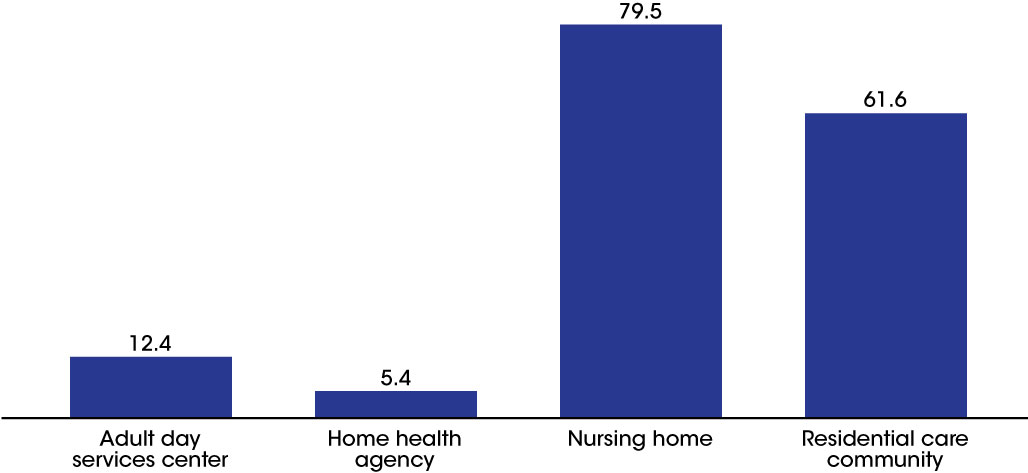 79.5
61.6
12.4
5.4
Adult day
services center
Home health
agency
Nursing home
Residential care
community